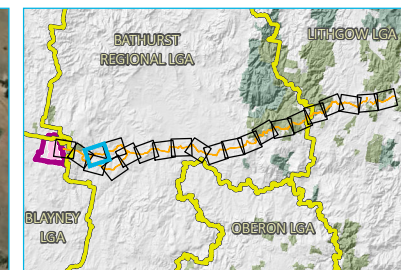 BATHURST
REGIONAL LGA
LITHGOW LGA
BLAYNEY
LGA
OBERON LGA